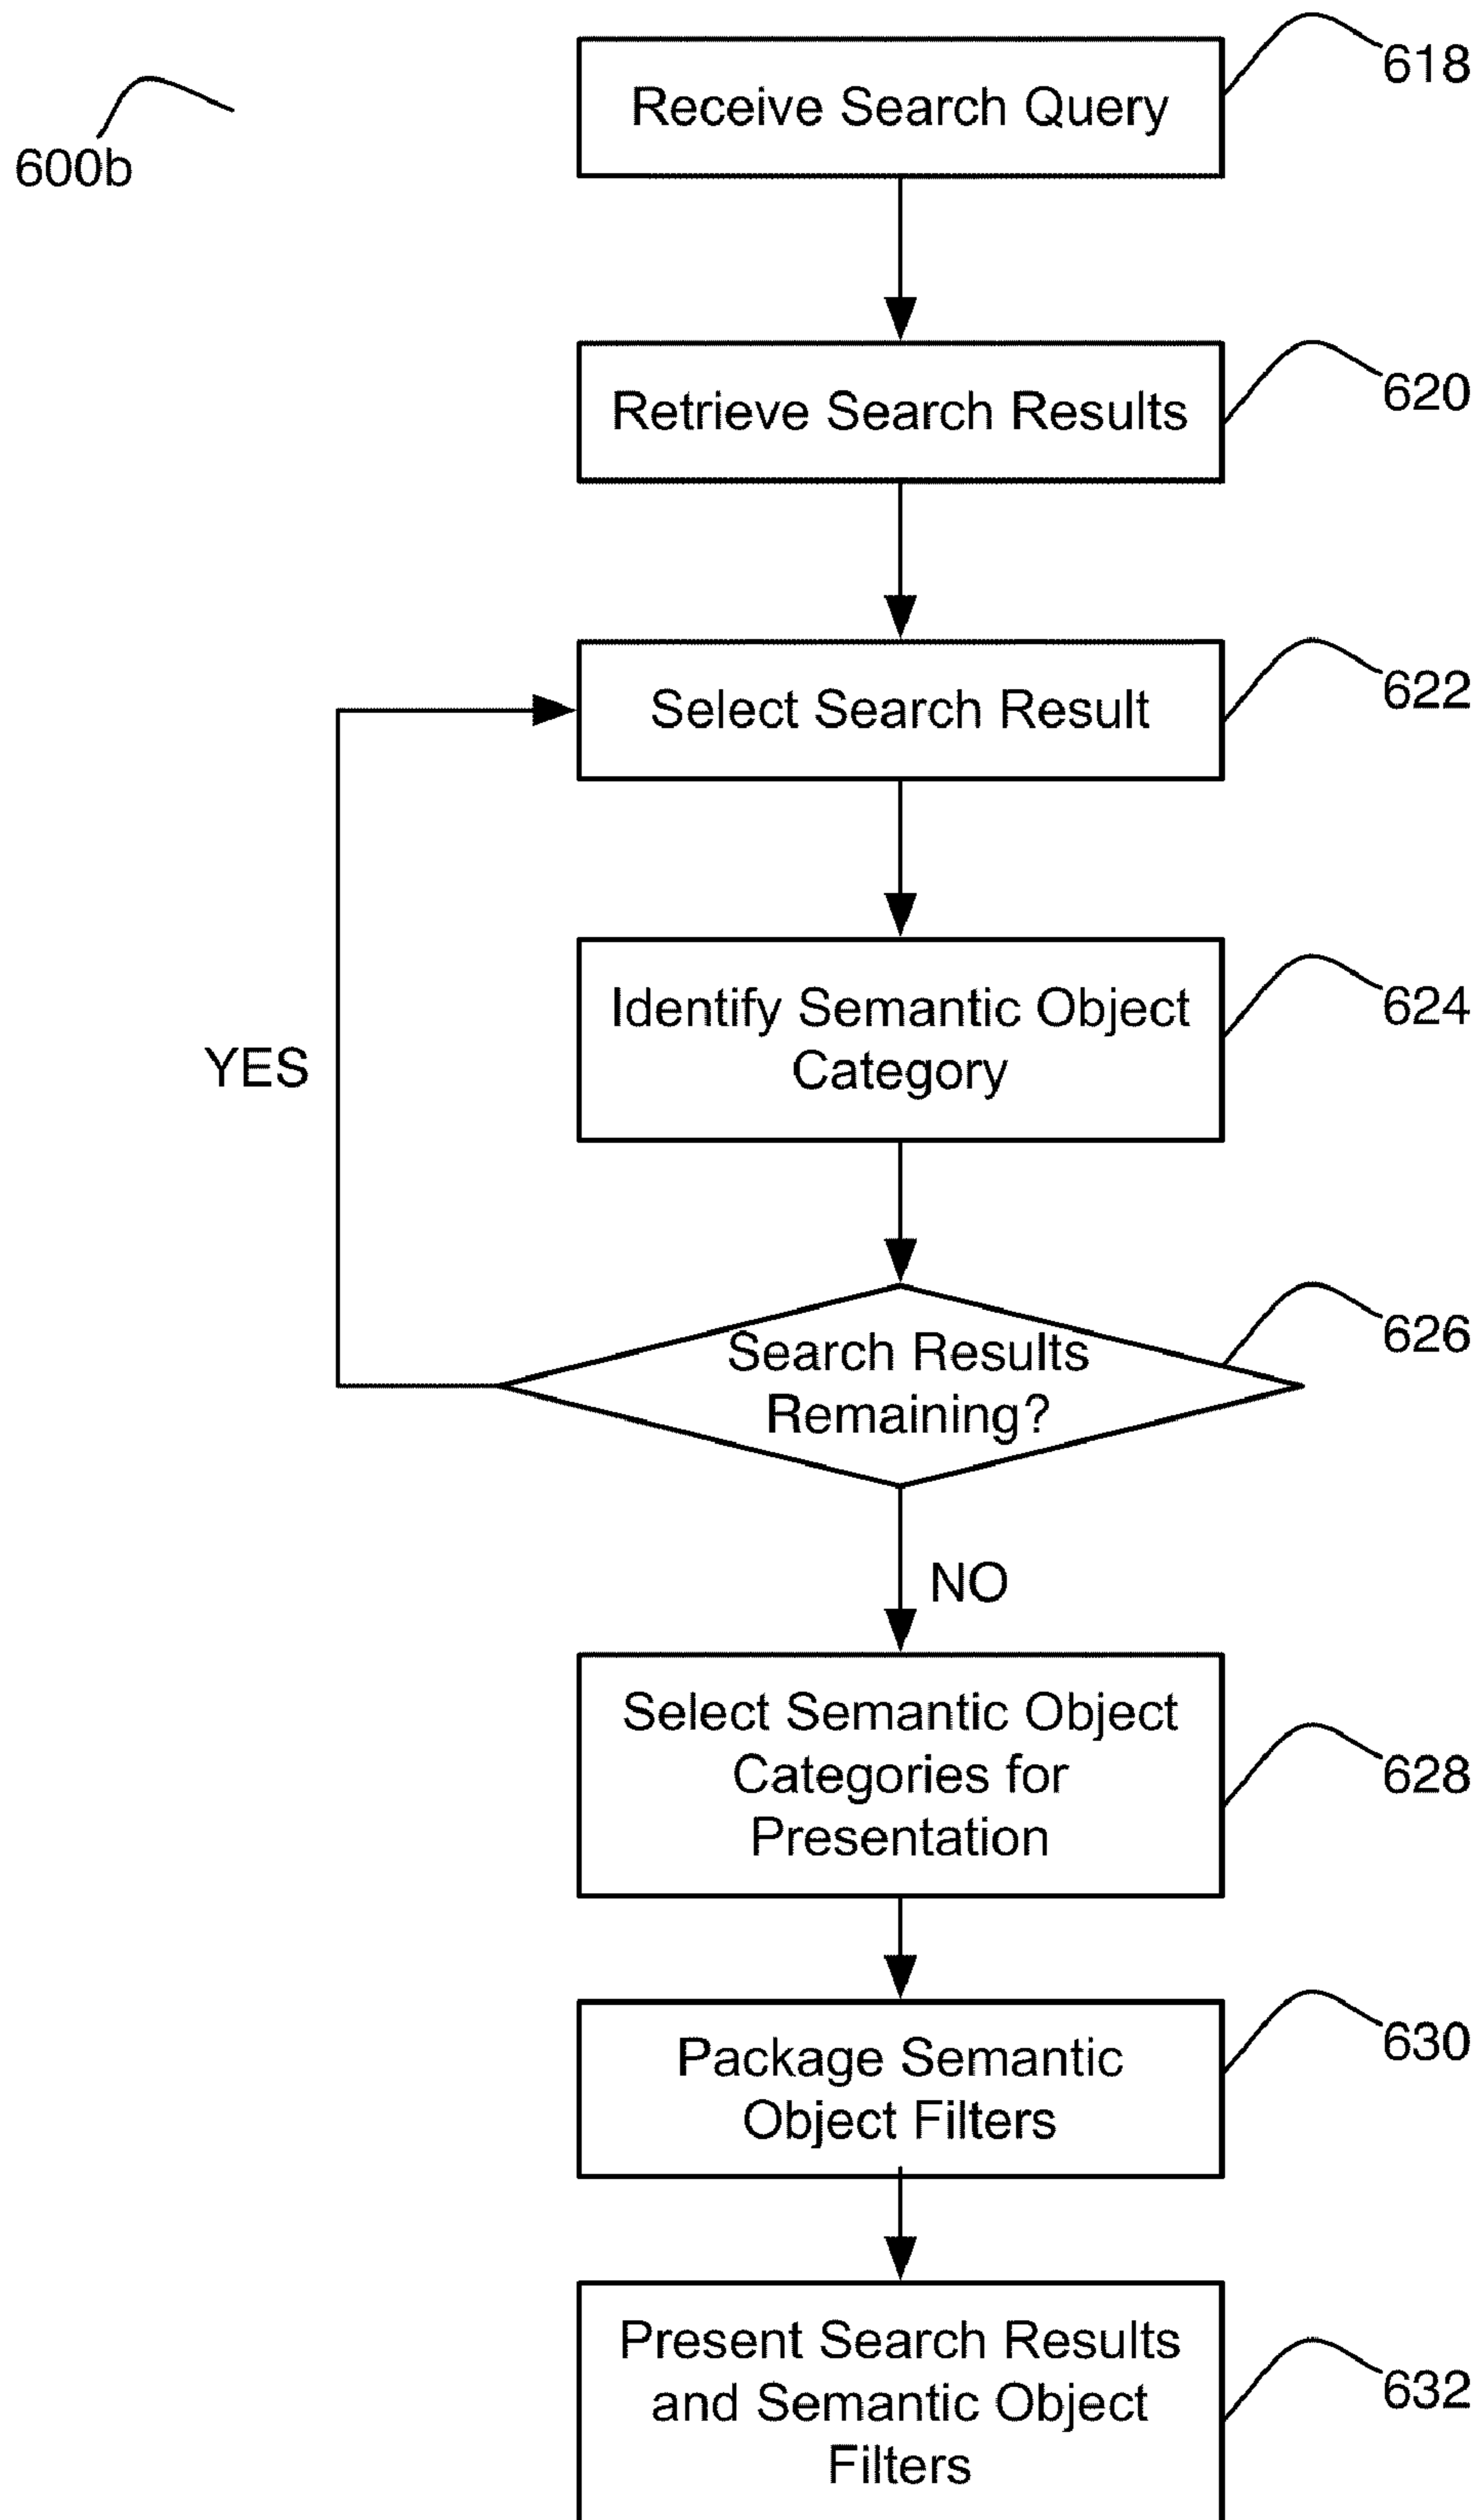 618
Receive Search Query
600b
620
Retrieve Search Results
622
Select Search Result
624
Identify Semantic Object
Category
YES
626
Search Results
Remaining?
NO
Select Semantic Object
Categories for
Presentation
628
630
Package Semantic
Object Filters
Present Search Results
and Semantic Object
Filters
632